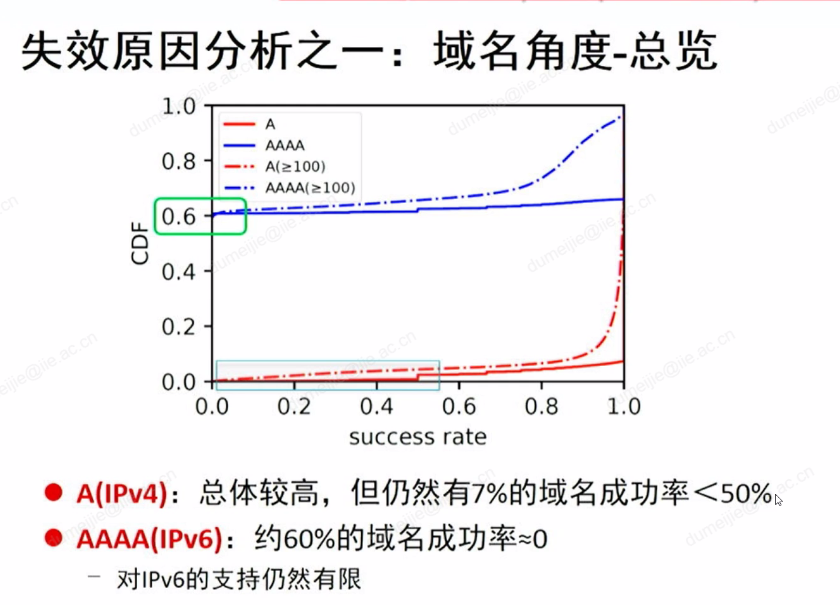 失效原因分析之一：域名角度-总览
1.0
0.8
0.6
0.4
0.2
0.0
CDF
A
AAAA
A(≥100)
AAAA(≥100)
0.0 0.2 0.4 0.6 0.8 1.0
success rate
● A(IPv4)：总体较高，但仍然有7%的域名成功率＜50%
● AAAA(IPv6)：约60%的域名成功率≈0
– 对IPv6的支持仍然有限